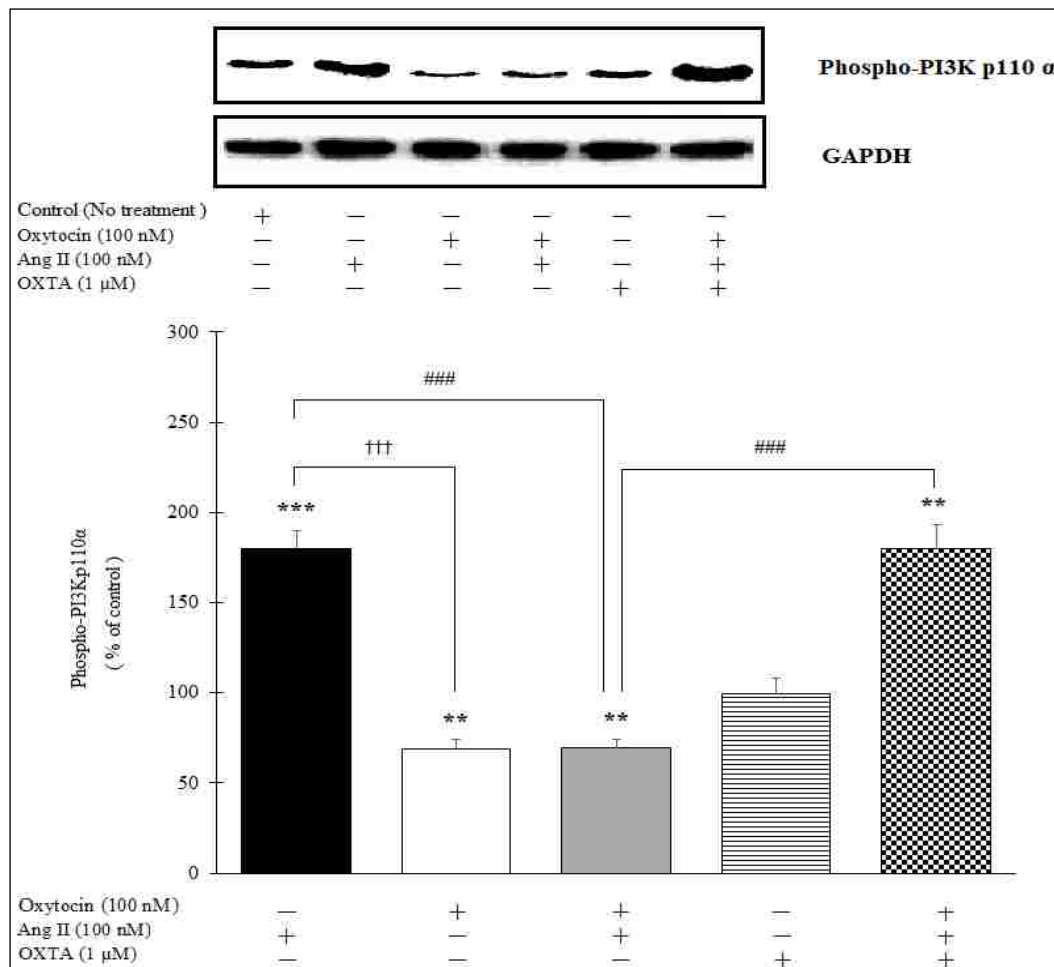 Phospho-PI3K p110 α
GAPDH
Control (No treatment ) + — — — — —
Oxytocin (100 nM) — — + + — +
Ang II (100 nM) — + — + — +
OXTA (1 μM) — — — — + +
300
250
200
150
100
50
0
Phospho-PI3Kp110α
( % of control )
###
†††
###
***
**
**
**
Oxytocin (100 nM) — + + — +
Ang II (100 nM) + — + — +
OXTA (1 μM) — — — + +